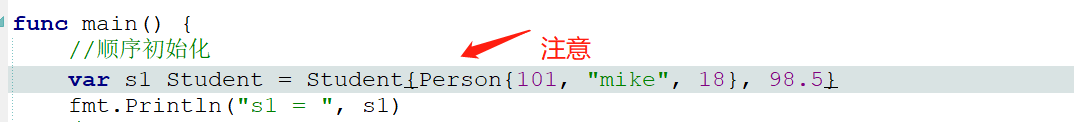 func main() {
//顺序初始化
注意
var s1 Student = Student{Person{101, "mike", 18}, 98.5}
fmt.Println("s1 = ", s1)